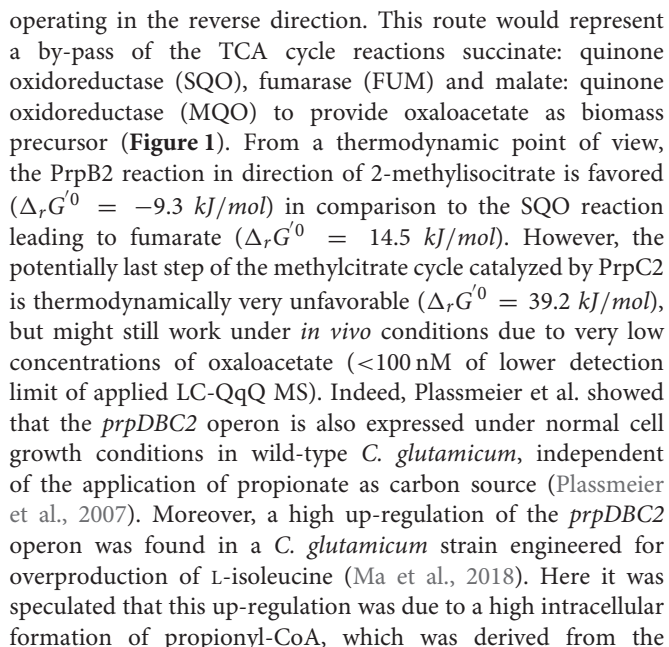 operating in the reverse direction. This route would represent
a by-pass of the TCA cycle reactions succinate: quinone
oxidoreductase (SQO), fumarase (FUM) and malate: quinone
oxidoreductase (MQO) to provide oxaloacetate as biomass
precursor (Figure 1). From a thermodynamic point of view,
the PrpB2 reaction in direction of 2-methylisocitrate is favored
(ΔrG′0 = −9.3 kJ/mol) in comparison to the SQO reaction
leading to fumarate (ΔrG′0 = 14.5 kJ/mol). However, the
potentially last step of the methylcitrate cycle catalyzed by PrpC2
is thermodynamically very unfavorable (ΔrG′0 = 39.2 kJ/mol),
but might still work under in vivo conditions due to very low
concentrations of oxaloacetate (<100 nM of lower detection
limit of applied LC-QqQ MS). Indeed, Plassmeier et al. showed
that the prpDBC2 operon is also expressed under normal cell
growth conditions in wild-type C. glutamicum, independent
of the application of propionate as carbon source (Plassmeier
et al., 2007). Moreover, a high up-regulation of the prpDBC2
operon was found in a C. glutamicum strain engineered for
overproduction of L-isoleucine (Ma et al., 2018). Here it was
speculated that this up-regulation was due to a high intracellular
formation of propionyl-CoA, which was derived from the